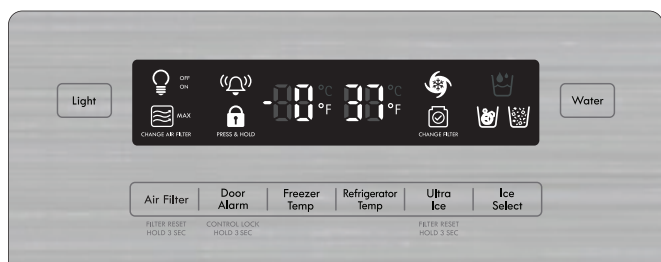 Light
OFF
ON
MAX
CHANGE AIR FILTER
PRESS & HOLD
-0 °C °F
37 °C °F
CHANGE FILTER
Water
Air Filter
Door Alarm
Freezer Temp
Refrigerator Temp
Ultra Ice
Ice Select
FILTER RESET
HOLD 3 SEC
CONTROL LOCK
HOLD 3 SEC
FILTER RESET
HOLD 3 SEC